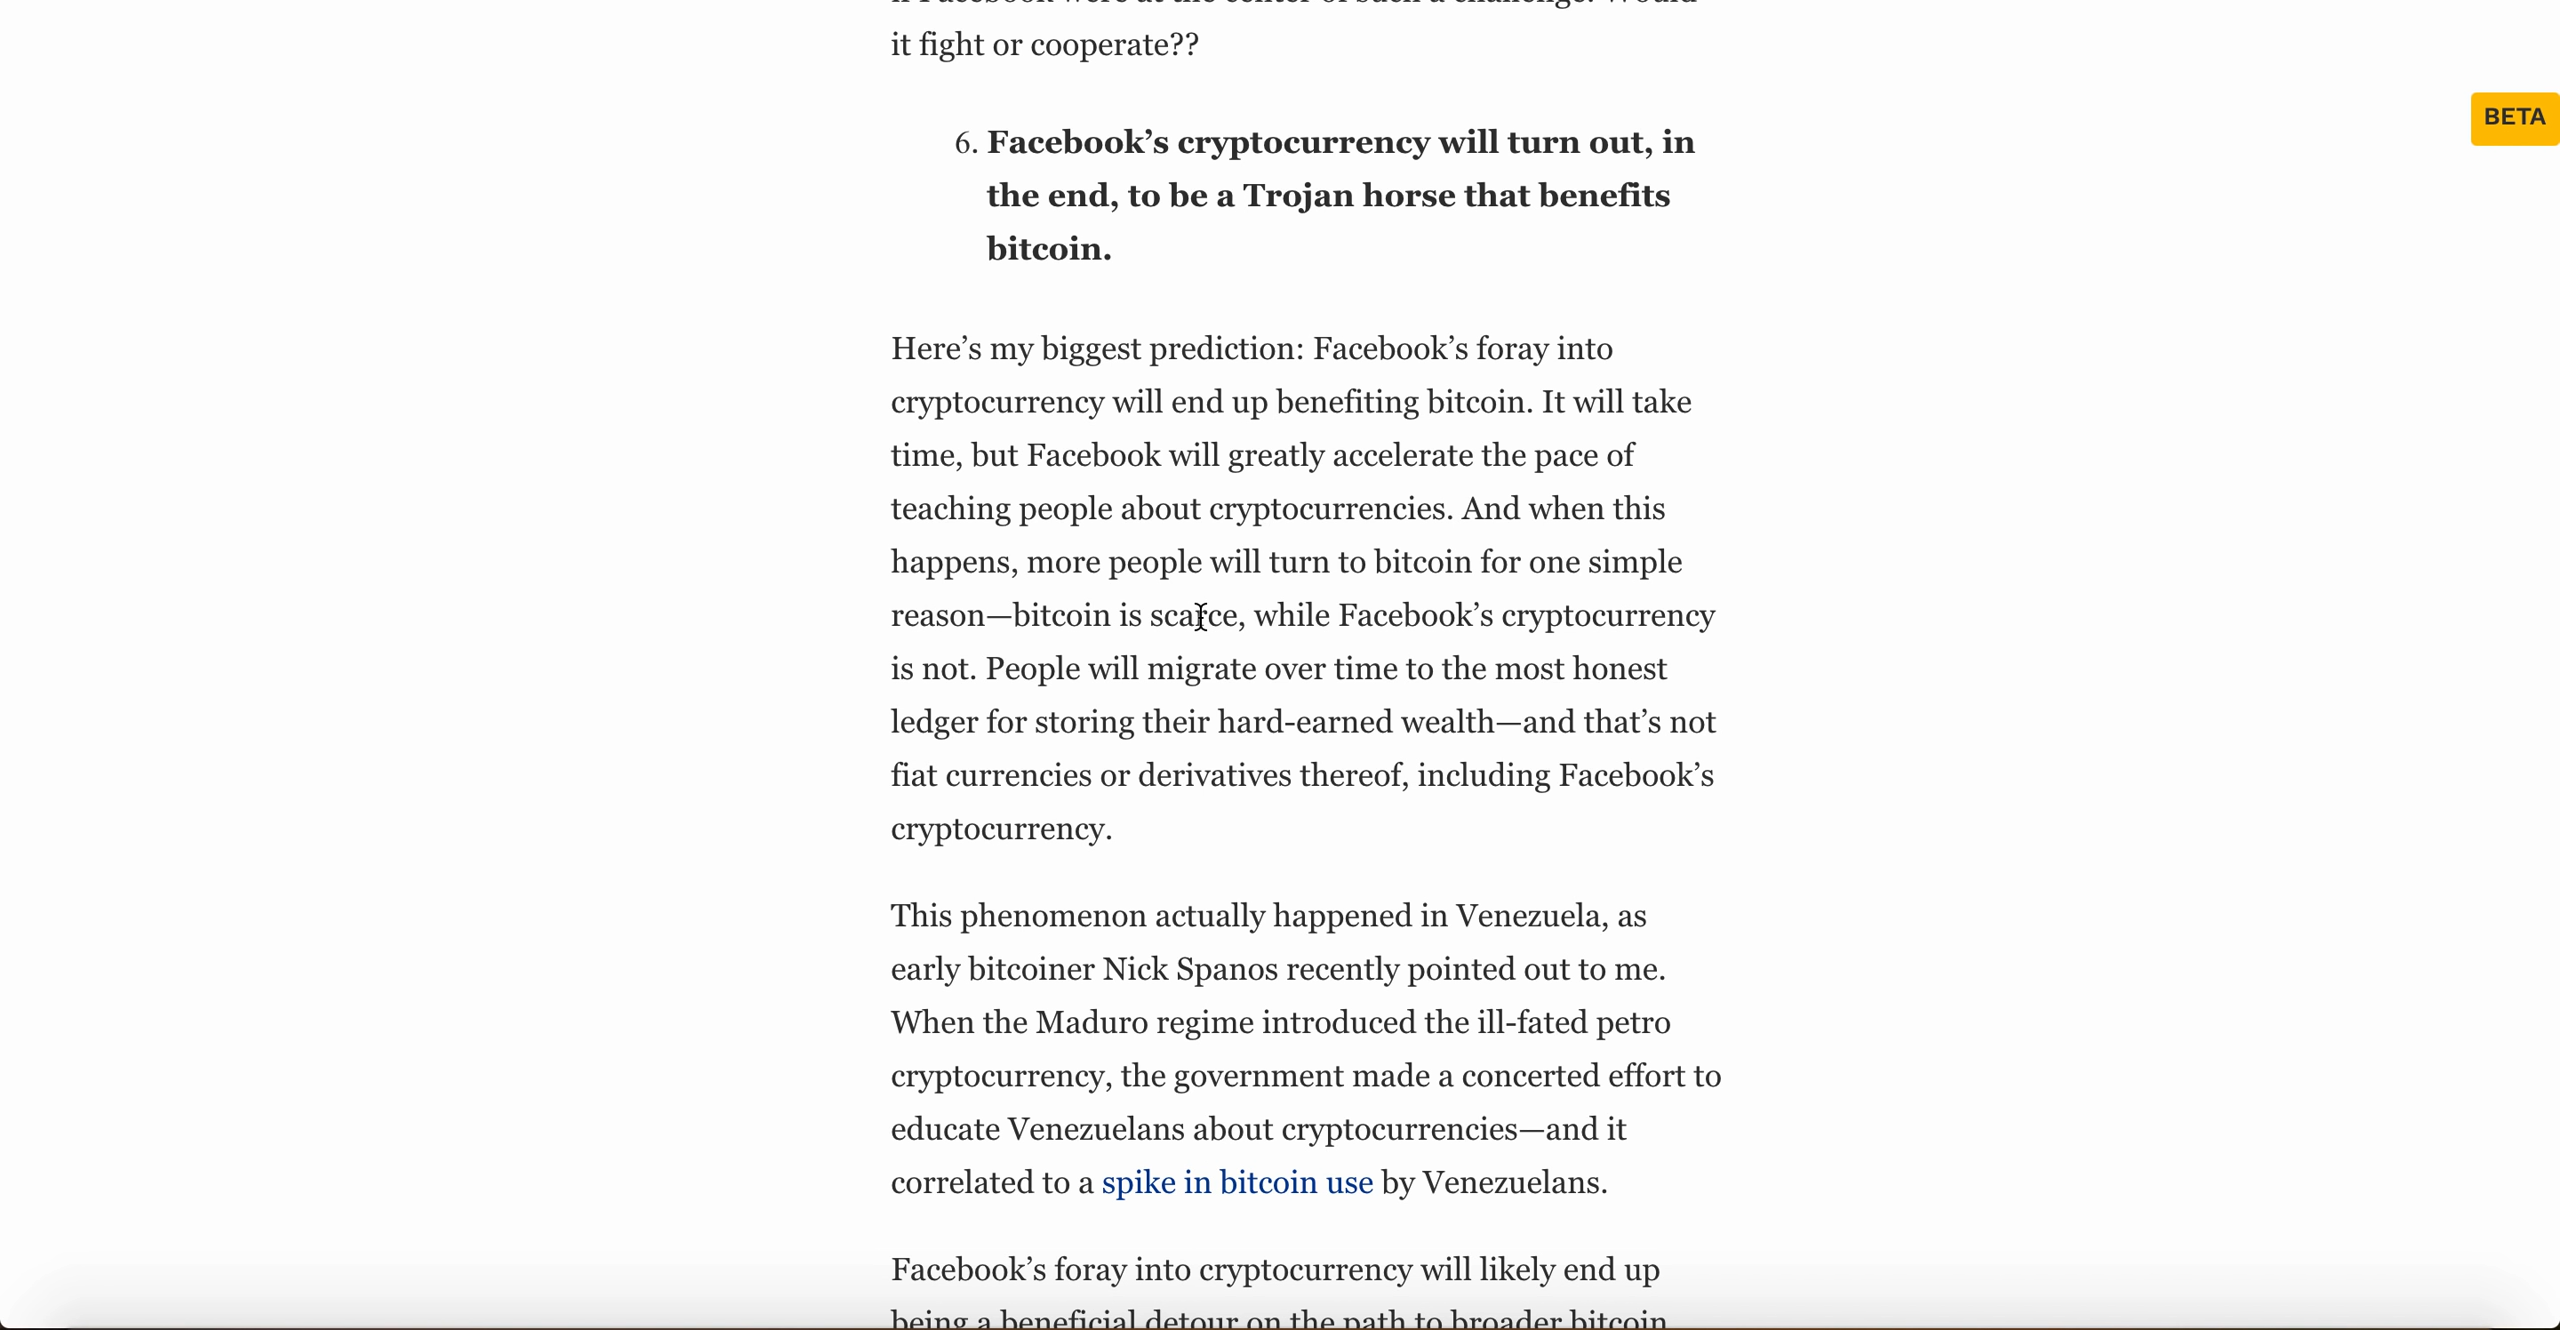 it fight or cooperate??
BETA
6. Facebook’s cryptocurrency will turn out, in
the end, to be a Trojan horse that benefits
bitcoin.
Here’s my biggest prediction: Facebook’s foray into
cryptocurrency will end up benefiting bitcoin. It will take
time, but Facebook will greatly accelerate the pace of
teaching people about cryptocurrencies. And when this
happens, more people will turn to bitcoin for one simple
reason—bitcoin is scarce, while Facebook’s cryptocurrency
is not. People will migrate over time to the most honest
ledger for storing their hard-earned wealth—and that’s not
fiat currencies or derivatives thereof, including Facebook’s
cryptocurrency.
This phenomenon actually happened in Venezuela, as
early bitcoiner Nick Spanos recently pointed out to me.
When the Maduro regime introduced the ill-fated petro
cryptocurrency, the government made a concerted effort to
educate Venezuelans about cryptocurrencies—and it
correlated to a spike in bitcoin use by Venezuelans.
Facebook’s foray into cryptocurrency will likely end up
being a beneficial detour on the path to broader bitcoin